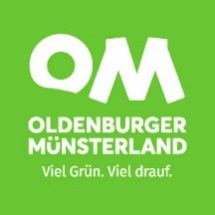 OM
OLDENBURGER
MÜNSTERLAND
Viel Grün. Viel drauf.